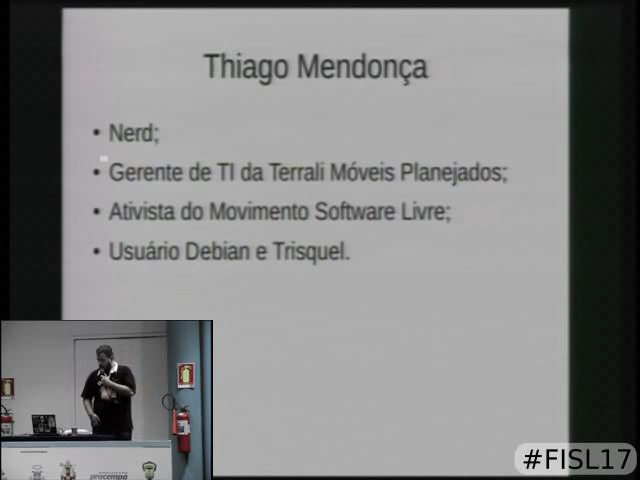 Thiago Mendonça
• Nerd;
• Gerente de TI da Terrali Móveis Planejados;
• Ativista do Movimento Software Livre;
• Usuário Debian e Trisquel.
procempa
#FISL17